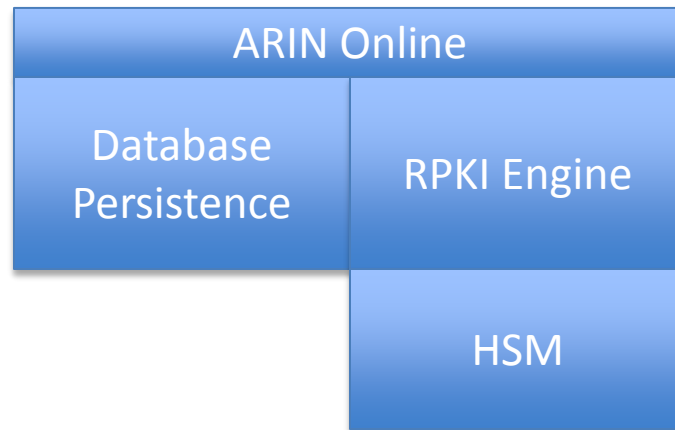 ARIN Online
Database
Persistence
RPKI Engine
HSM